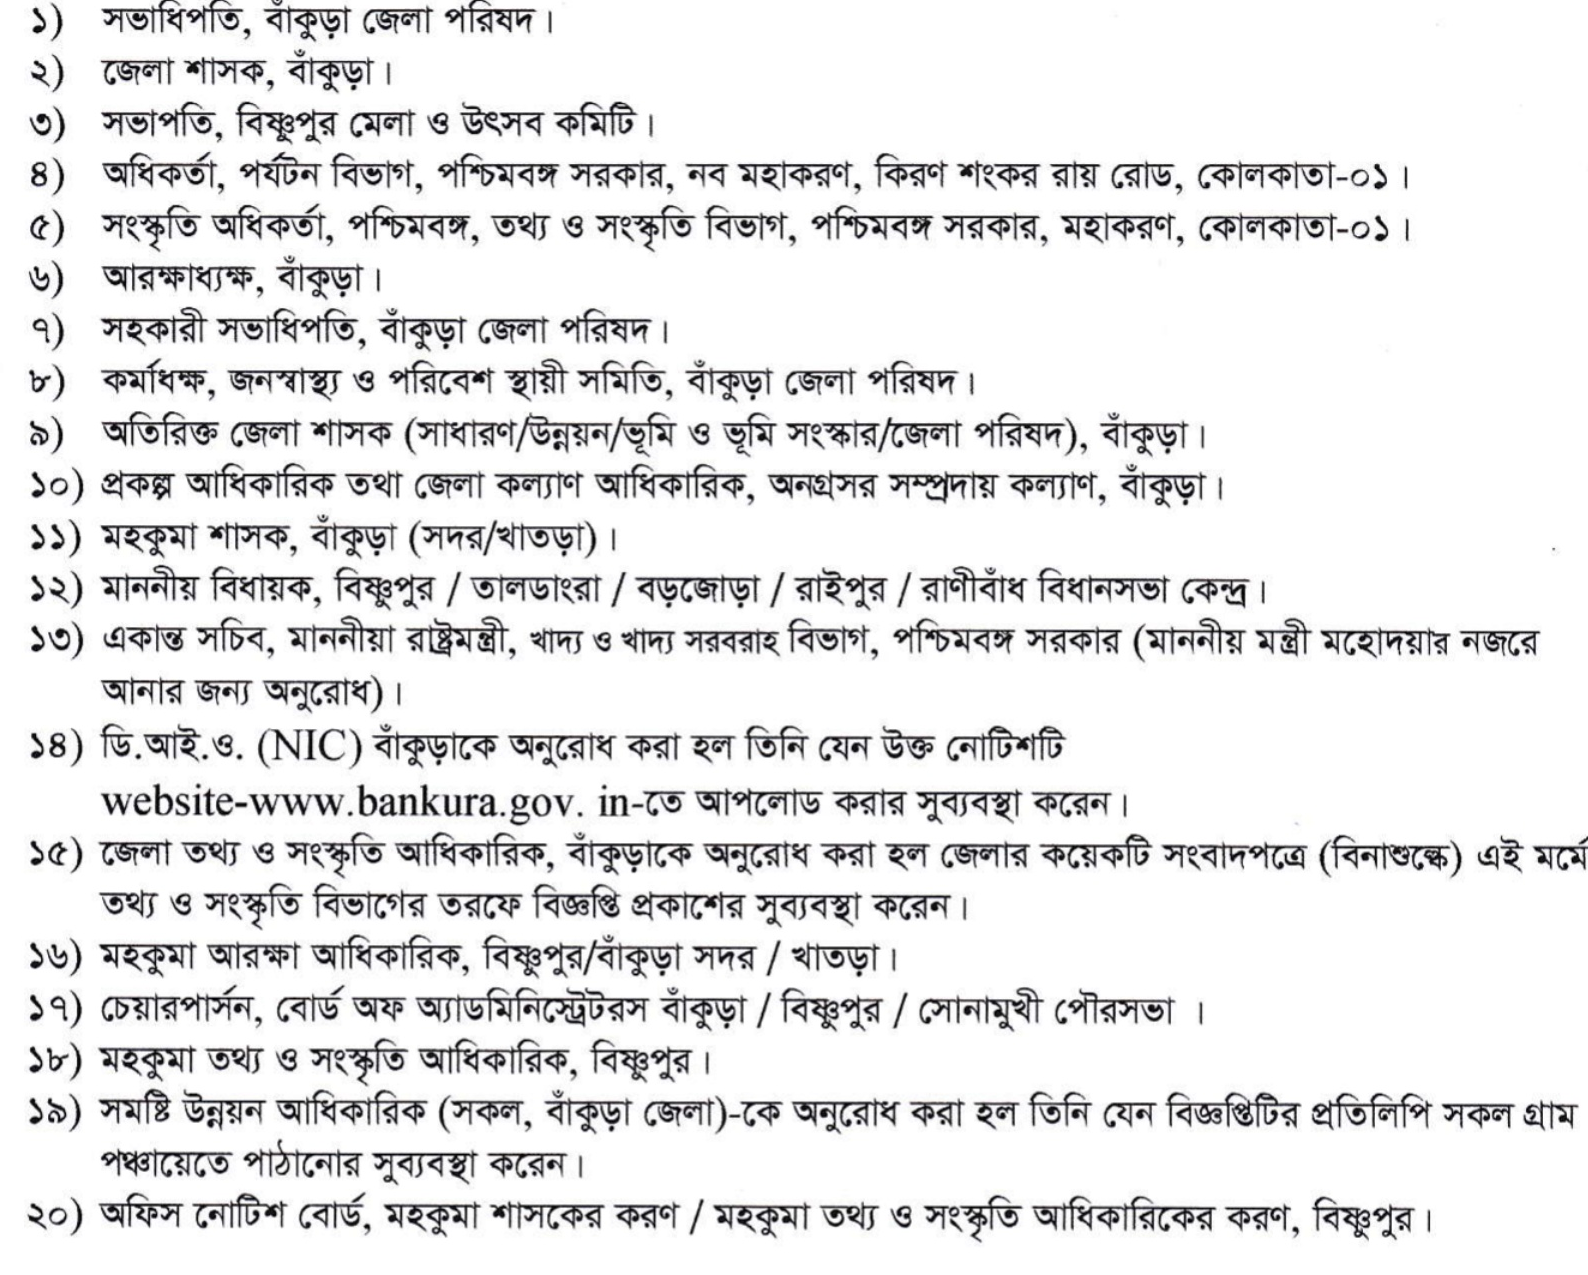 ১) সভাধিপতি, বাঁকুড়া জেলা পরিষদ।
২) জেলা শাসক, বাঁকুড়া।
৩) সভাপতি, বিষ্ণুপুর মেলা ও উৎসব কমিটি।
৪) অধিকর্তা, পর্যটন বিভাগ, পশ্চিমবঙ্গ সরকার, নব মহাকরণ, কিরণ শংকর রায় রোড, কোলকাতা-০১।
৫) সংস্কৃতি অধিকর্তা, পশ্চিমবঙ্গ, তথ্য ও সংস্কৃতি বিভাগ, পশ্চিমবঙ্গ সরকার, মহাকরণ, কোলকাতা-০১।
৬) আরক্ষাধ্যক্ষ, বাঁকুড়া।
৭) সহকারী সভাধিপতি, বাঁকুড়া জেলা পরিষদ।
৮) কর্মাধক্ষ, জনস্বাস্থ্য ও পরিবেশ স্থায়ী সমিতি, বাঁকুড়া জেলা পরিষদ।
৯) অতিরিক্ত জেলা শাসক (সাধারণ/উন্নয়ন/ভূমি ও ভূমি সংস্কার/জেলা পরিষদ), বাঁকুড়া।
১০) প্রকল্প আধিকারিক তথা জেলা কল্যাণ আধিকারিক, অনগ্রসর সম্প্রদায় কল্যাণ, বাঁকুড়া।
১১) মহকুমা শাসক, বাঁকুড়া (সদর/খাতড়া)।
১২) মাননীয় বিধায়ক, বিষ্ণুপুর / তালডাংরা / বড়জোড়া / রাইপুর / রাণীবাঁধ বিধানসভা কেন্দ্র।
১৩) একান্ত সচিব, মাননীয়া রাষ্ট্রমন্ত্রী, খাদ্য ও খাদ্য সরবরাহ বিভাগ, পশ্চিমবঙ্গ সরকার (মাননীয় মন্ত্রী মহোদয়ার নজরে
আনার জন্য অনুরোধ)।
১৪) ডি.আই.ও. (NIC) বাঁকুড়াকে অনুরোধ করা হল তিনি যেন উক্ত নোটিশটি
website-www.bankura.gov. in-তে আপলোড করার সুব্যবস্থা করেন।
১৫) জেলা তথ্য ও সংস্কৃতি আধিকারিক, বাঁকুড়াকে অনুরোধ করা হল জেলার কয়েকটি সংবাদপত্রে (বিনাশুল্কে) এই মর্মে
তথ্য ও সংস্কৃতি বিভাগের তরফে বিজ্ঞপ্তি প্রকাশের সুব্যবস্থা করেন।
১৬) মহকুমা আরক্ষা আধিকারিক, বিষ্ণুপুর/বাঁকুড়া সদর / খাতড়া।
১৭) চেয়ারপার্সন, বোর্ড অফ অ্যাডমিনিস্ট্রেটরস বাঁকুড়া / বিষ্ণুপুর / সোনামুখী পৌরসভা ।
১৮) মহকুমা তথ্য ও সংস্কৃতি আধিকারিক, বিষ্ণুপুর।
১৯) সমষ্টি উন্নয়ন আধিকারিক (সকল, বাঁকুড়া জেলা)-কে অনুরোধ করা হল তিনি যেন বিজ্ঞপ্তিটির প্রতিলিপি সকল গ্রাম
পঞ্চায়েতে পাঠানোর সুব্যবস্থা করেন।
২০) অফিস নোটিশ বোর্ড, মহকুমা শাসকের করণ / মহকুমা তথ্য ও সংস্কৃতি আধিকারিকের করণ, বিষ্ণুপুর।